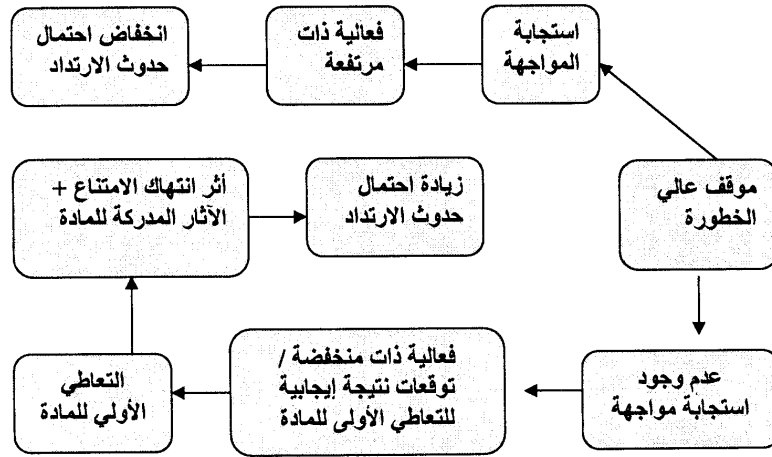 استجابة
المواجهة
فعالية ذات
مرتفعة
انخفاض احتمال
حدوث الارتداد
موقف عالي
الخطورة
زيادة احتمال
حدوث الارتداد
أثر انتهاك الامتناع +
الآثار المدركة للمادة
عدم وجود
استجابة مواجهة
فعالية ذات منخفضة /
توقعات نتيجة إيجابية
للتعاطي الأولى للمادة
التعاطي
الأولي للمادة